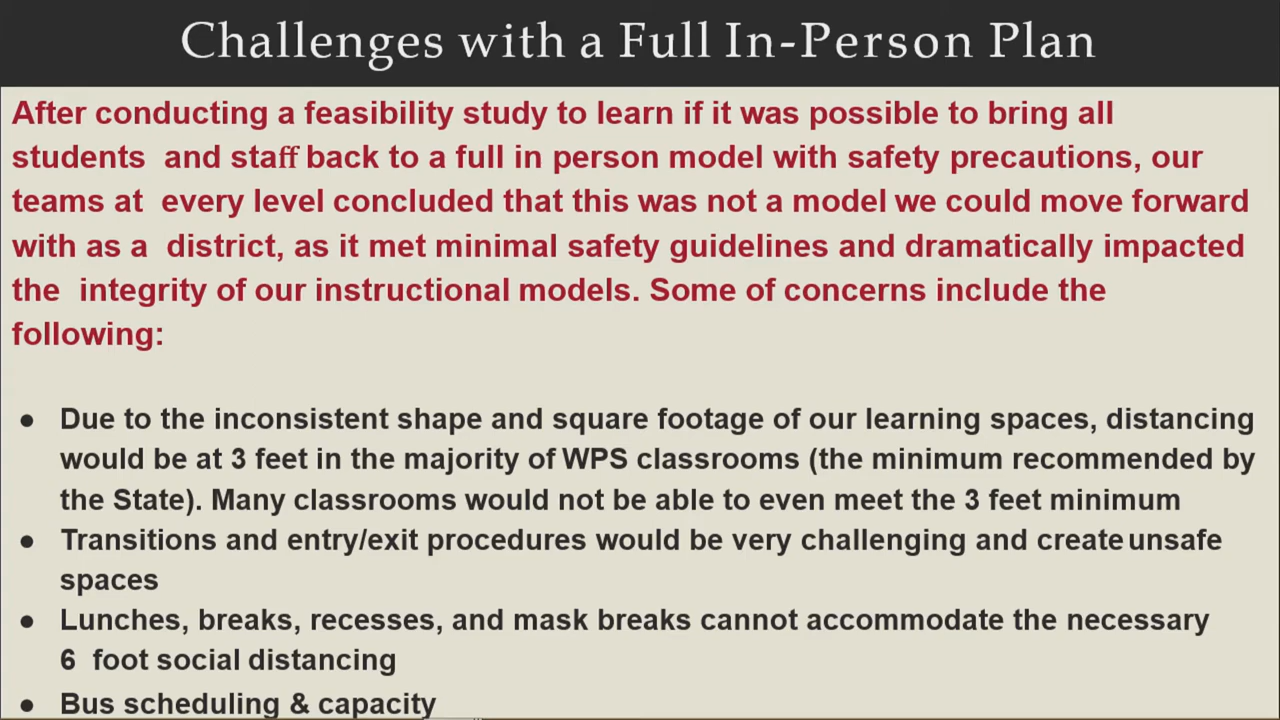 Challenges with a Full In-Person Plan
After conducting a feasibility study to learn if it was possible to bring all
students and staff back to a full in person model with safety precautions, our
teams at every level concluded that this was not a model we could move forward
with as a district, as it met minimal safety guidelines and dramatically impacted
the integrity of our instructional models. Some of concerns include the
following:
● Due to the inconsistent shape and square footage of our learning spaces, distancing
would be at 3 feet in the majority of WPS classrooms (the minimum recommended by
the State). Many classrooms would not be able to even meet the 3 feet minimum
● Transitions and entry/exit procedures would be very challenging and create unsafe
spaces
● Lunches, breaks, recesses, and mask breaks cannot accommodate the necessary
6 foot social distancing
● Bus scheduling & capacity